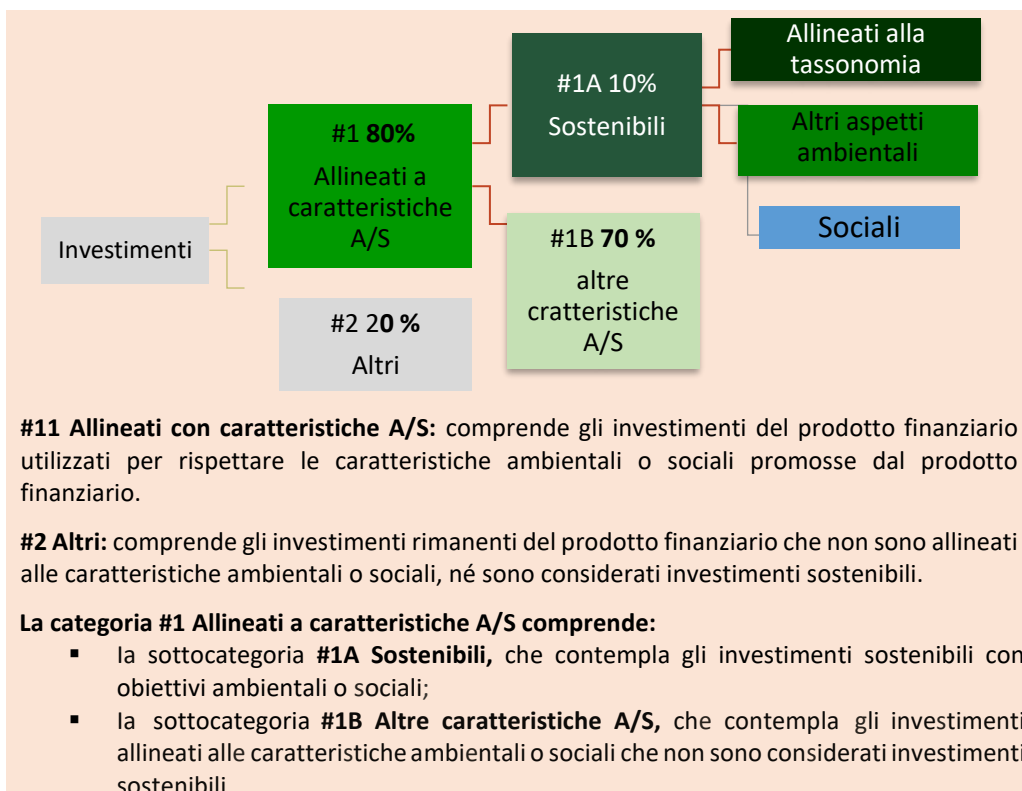 Allineati alla
tassonomia
#1A 10%
Sostenibili
Altri aspetti
ambientali
#1 80%
Allineati a
caratteristiche
A/S
Sociali
Investimenti
#1B 70 %
altre
cratteristiche
A/S
#2 20 %
Altri
#11 Allineati con caratteristiche A/S: comprende gli investimenti del prodotto finanziario
utilizzati per rispettare le caratteristiche ambientali o sociali promosse dal prodotto
finanziario.
#2 Altri: comprende gli investimenti rimanenti del prodotto finanziario che non sono allineati
alle caratteristiche ambientali o sociali, né sono considerati investimenti sostenibili.
La categoria #1 Allineati a caratteristiche A/S comprende:
▪ la sottocategoria #1A Sostenibili, che contempla gli investimenti sostenibili con
obiettivi ambientali o sociali;
▪ la sottocategoria #1B Altre caratteristiche A/S, che contempla gli investimenti
allineati alle caratteristiche ambientali o sociali che non sono considerati investimenti
sostenibili